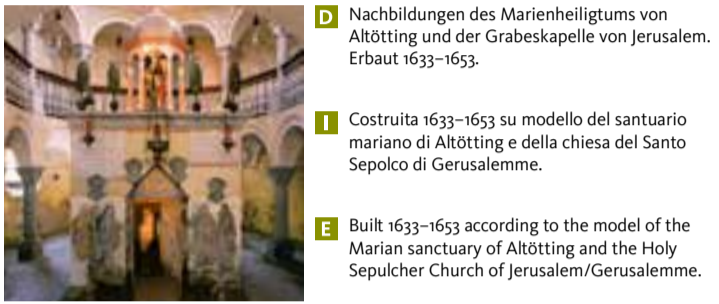 D Nachbildungen des Marienheiligtums von
Altötting und der Grabeskapelle von Jerusalem.
Erbaut 1633–1653.
I Costruita 1633–1653 su modello del santuario
mariano di Altötting e della chiesa del Santo
Sepolco di Gerusalemme.
E Built 1633–1653 according to the model of the
Marian sanctuary of Altötting and the Holy
Sepulcher Church of Jerusalem/Gerusalemme.